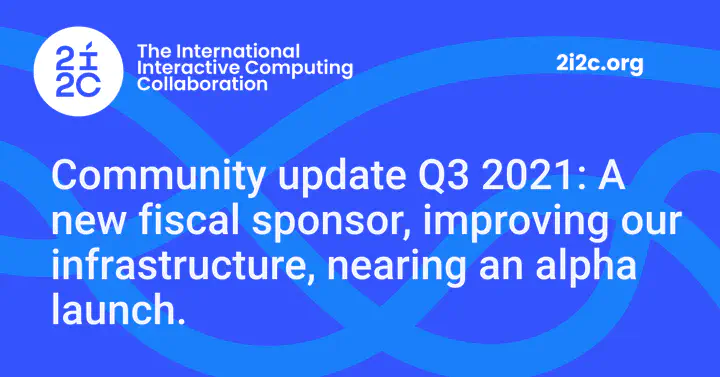 2í
2C
The International
Interactive Computing
Collaboration
2i2c.org
Community update Q3 2021: A
new fiscal sponsor, improving our
infrastructure, nearing an alpha
launch.